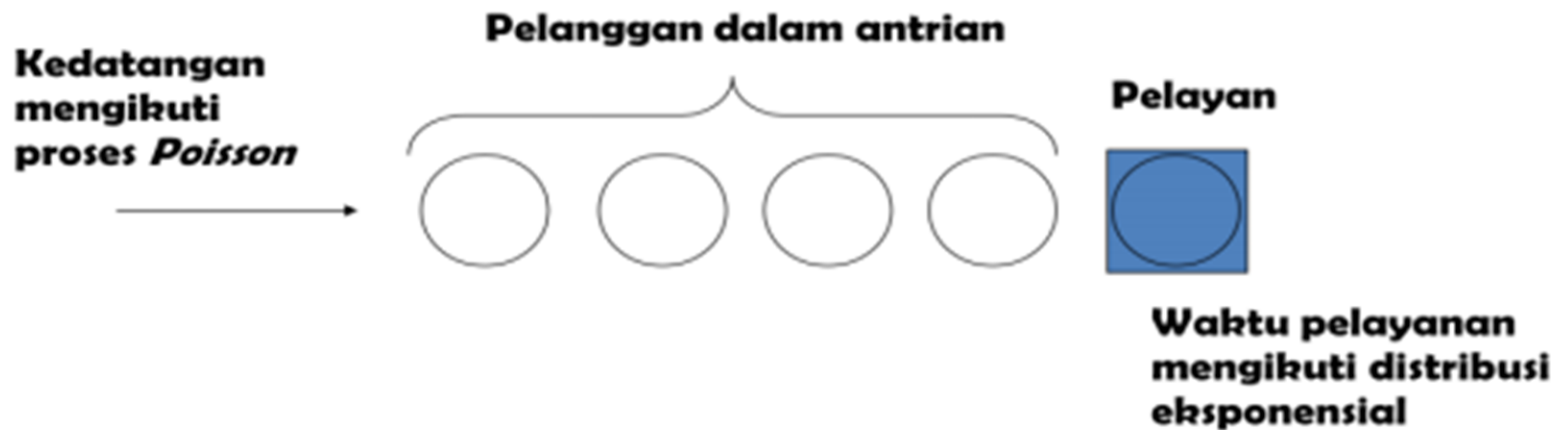 Pelanggan dalam antrian
Kedatangan
mengikuti
proses Poisson
Pelayan
Waktu pelayanan
mengikuti distribusi
eksponensial